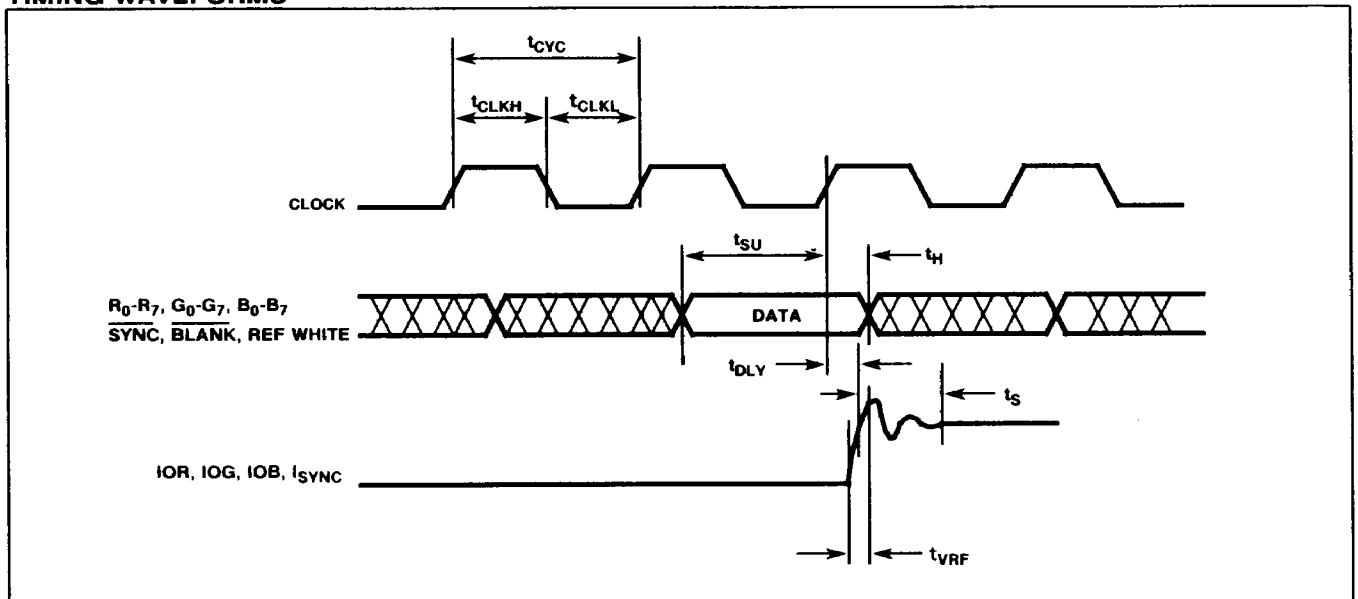 TIMING WAVEFORMS
tCYC
tCLKH tCLKL
CLOCK
tSU tH
R0-R7, G0-G7, B0-B7
SYNC, BLANK, REF WHITE
DATA
tDLY
tS
IOR, IOG, IOB, ISYNC
tVRF